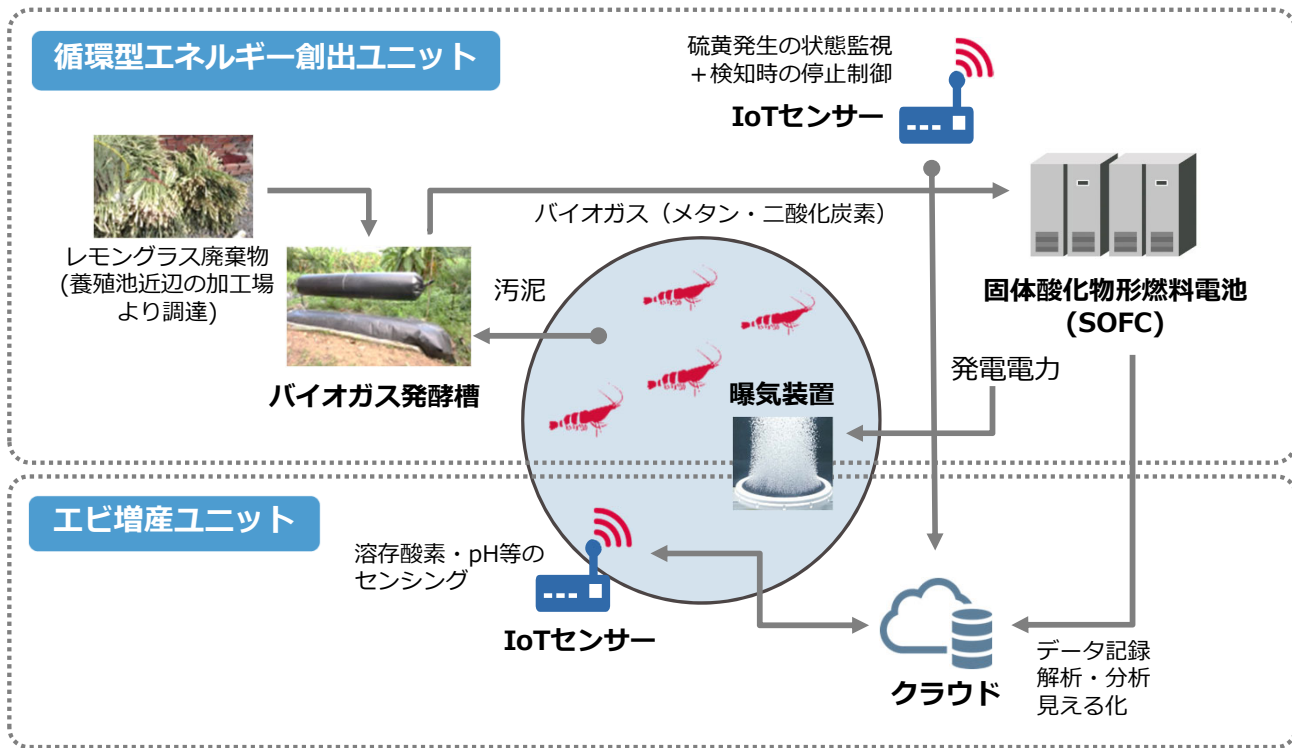 循環型エネルギー創出ユニット
硫黄発生の状態監視
+検知時の停止制御
IoTセンサー
バイオガス(メタン・二酸化炭素)
レモングラス廃棄物
(養殖池近辺の加工場
より調達)
汚泥
バイオガス発酵槽
固体酸化物形燃料電池
(SOFC)
発電電力
曝気装置
エビ増産ユニット
溶存酸素・pH等の
センシング
IoTセンサー
クラウド
データ記録
解析・分析
見える化